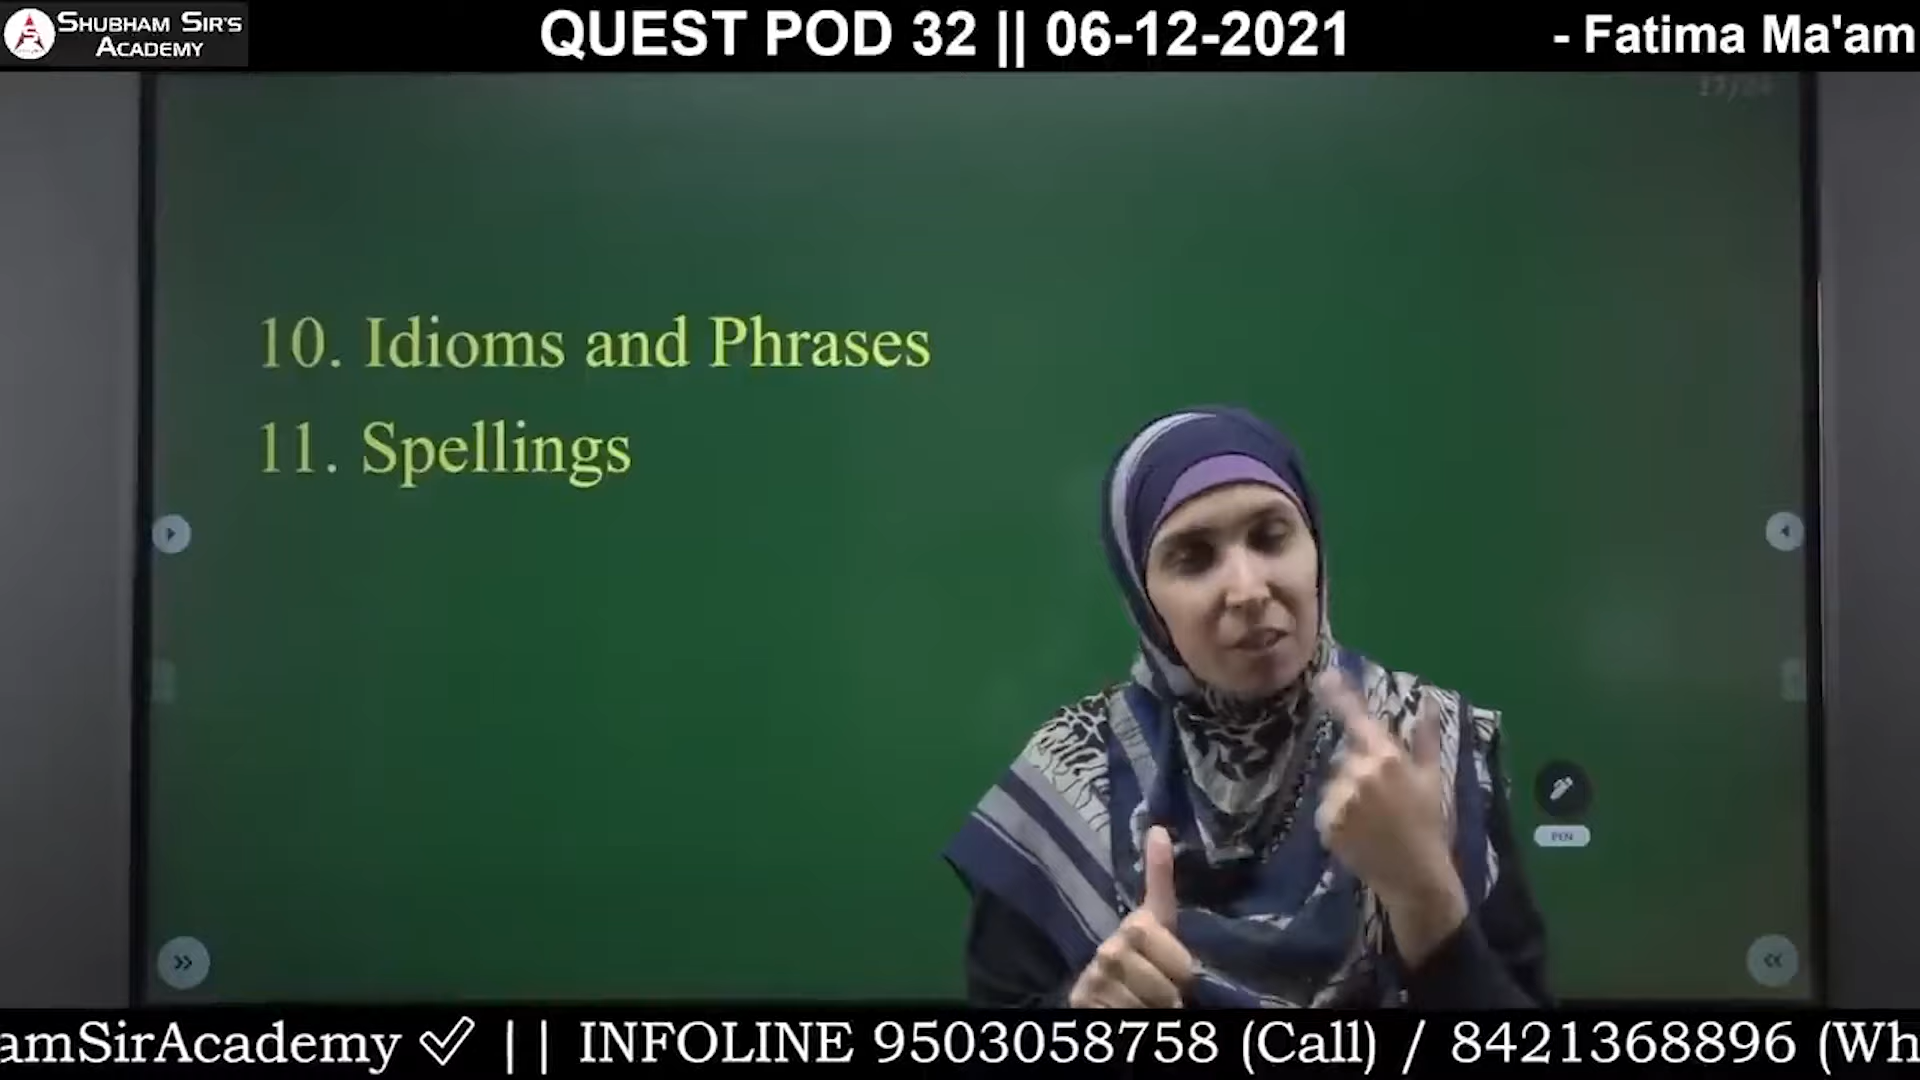 SHUBHAM SIR'S
ACADEMY
QUEST POD 32 || 06-12-2021
- Fatima Ma'am
10. Idioms and Phrases
11. Spellings
PEN
amSirAcademy ✓ || INFOLINE 9503058758 (Call) / 8421368896 (Wh